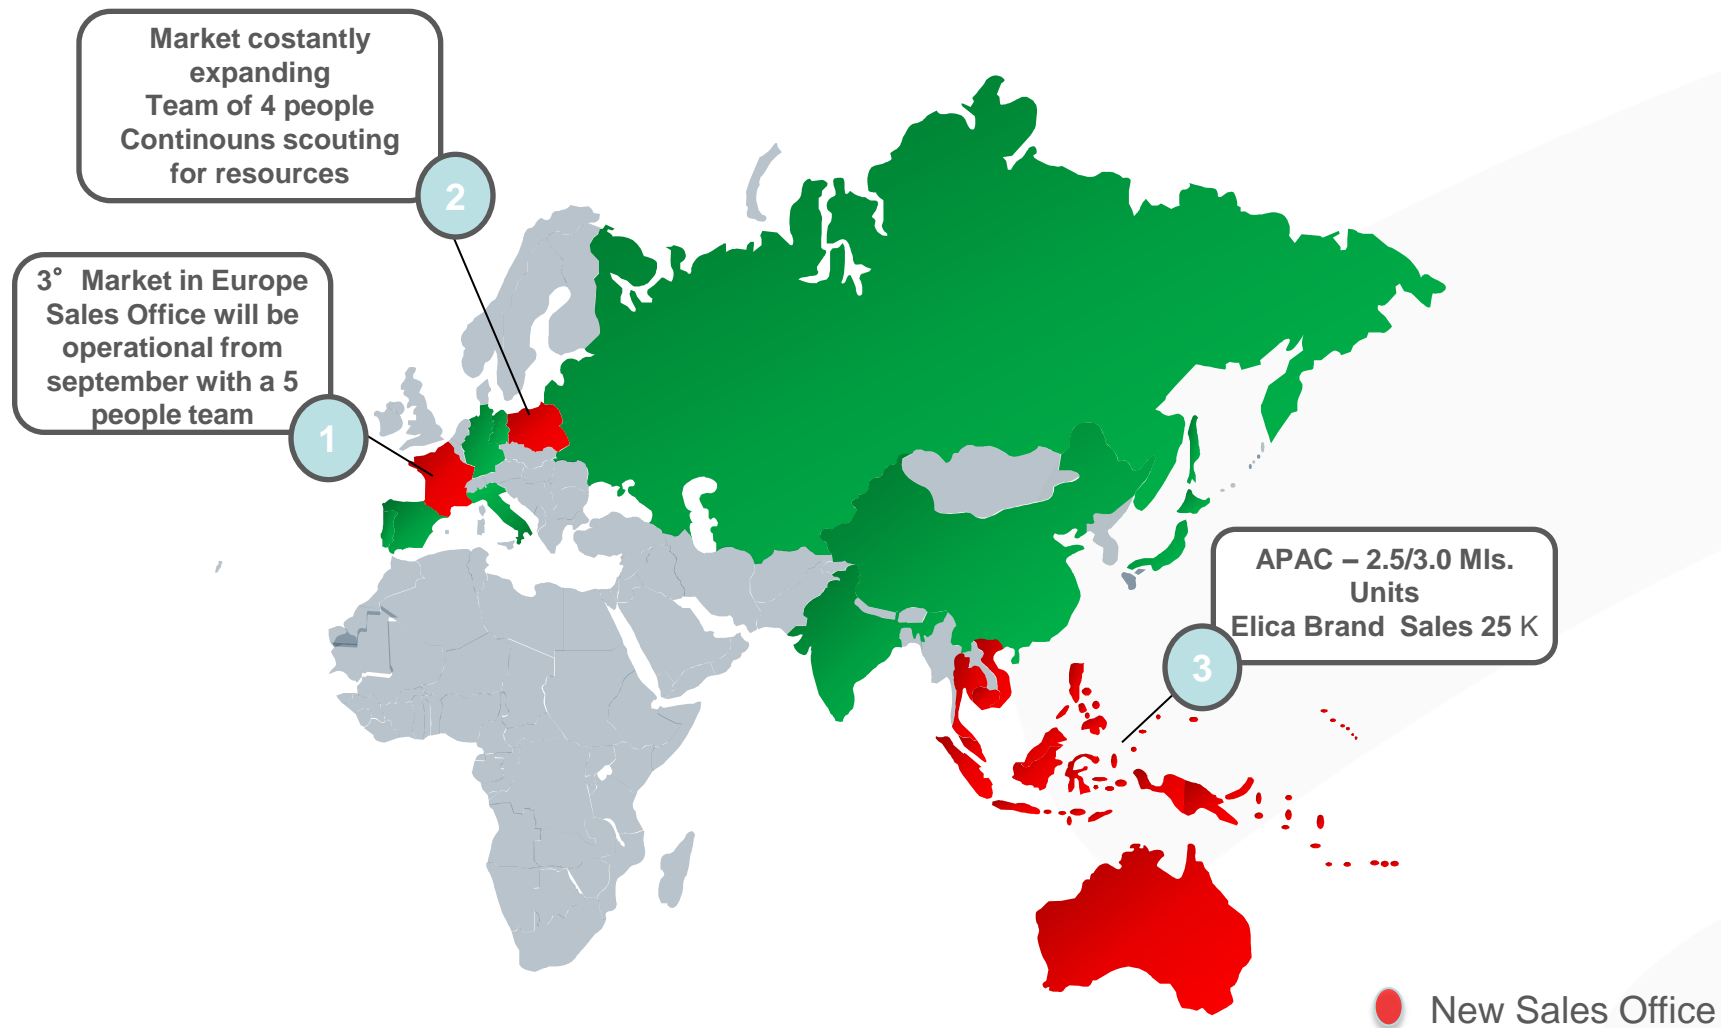 Market costantly
expanding
Team of 4 people
Continouns scouting
for resources
2
3° Market in Europe
Sales Office will be
operational from
september with a 5
people team
1
APAC – 2.5/3.0 Mls.
Units
Elica Brand Sales 25 K
3
New Sales Office